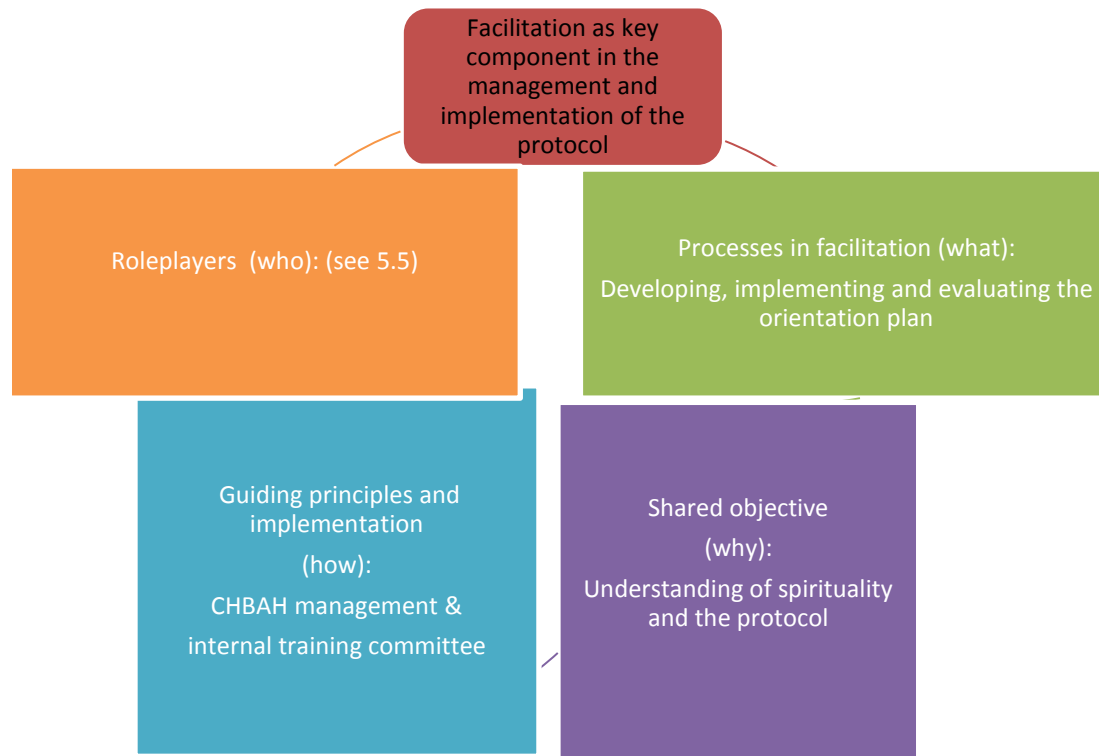 Facilitation as key
component in the
management and
implementation of the
protocol
Roleplayers (who): (see 5.5)
Processes in facilitation (what):
Developing, implementing and evaluating the
orientation plan
Guiding principles and
implementation
(how):
CHBAH management &
internal training committee
Shared objective
(why):
Understanding of spirituality
and the protocol